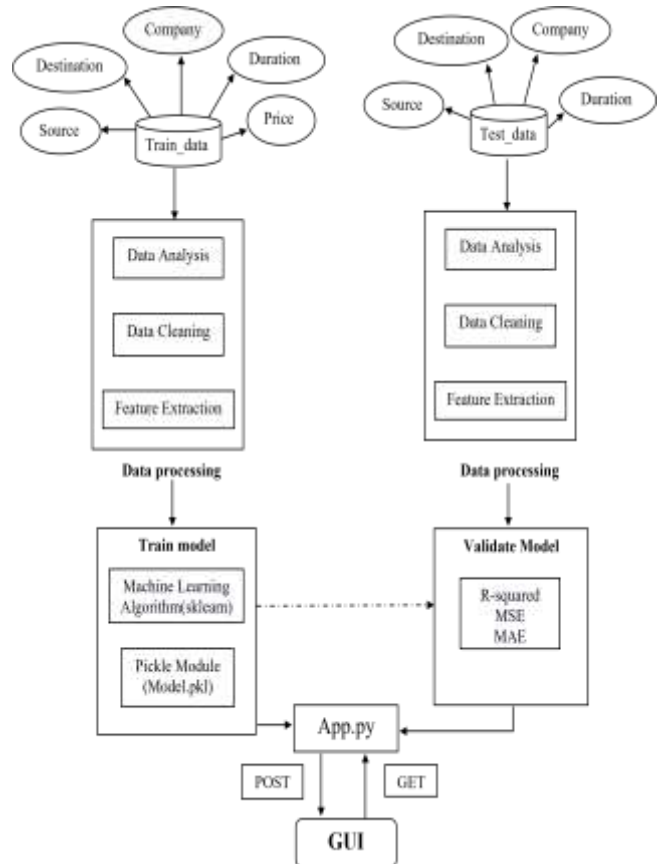 Company
Destination
Duration
Source
Price
Train_data
Company
Destination
Source
Duration
Test_data
Data Analysis
Data Cleaning
Feature Extraction
Data processing
Data Analysis
Data Cleaning
Feature Extraction
Data processing
Train model
Machine Learning
Algorithm(sklearn)
Pickle Module
(Model.pkl)
Validate Model
R-squared
MSE
MAE
App.py
POST
GET
GUI